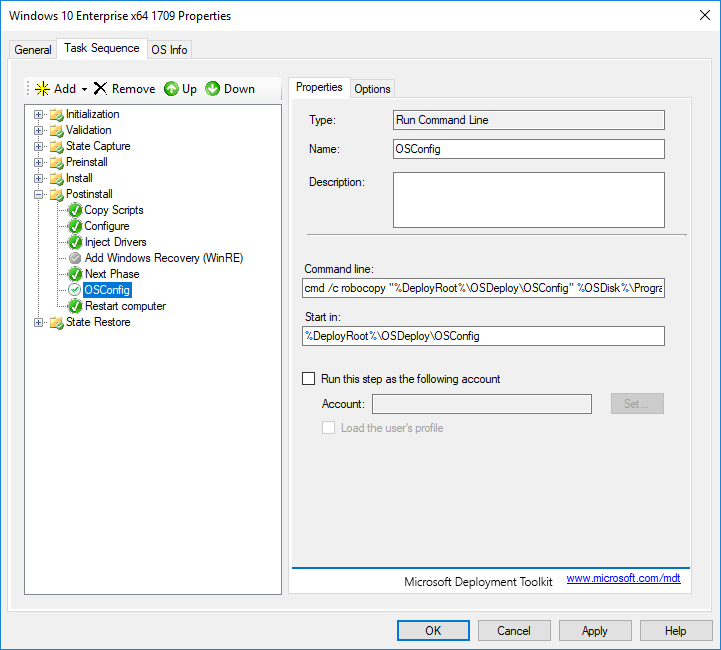 Windows 10 Enterprise x64 1709 Properties
General Task Sequence OS Info
Add Remove Up Down
Initialization
Validation
State Capture
Preinstall
Install
Postinstall
Copy Scripts
Configure
Inject Drivers
Add Windows Recovery (WinRE)
Next Phase
OSConfig
Restart computer
State Restore
Properties Options
Type: Run Command Line
Name: OSConfig
Description:
Command line:
cmd /c robocopy "%DeployRoot%\OSDeploy\OSConfig" %OSDisk%\Progra
Start in:
%DeployRoot%\OSDeploy\OSConfig
Run this step as the following account
Account: Set...
Load the user's profile
Microsoft Deployment Toolkit www.microsoft.com/mdt
OK Cancel Apply Help